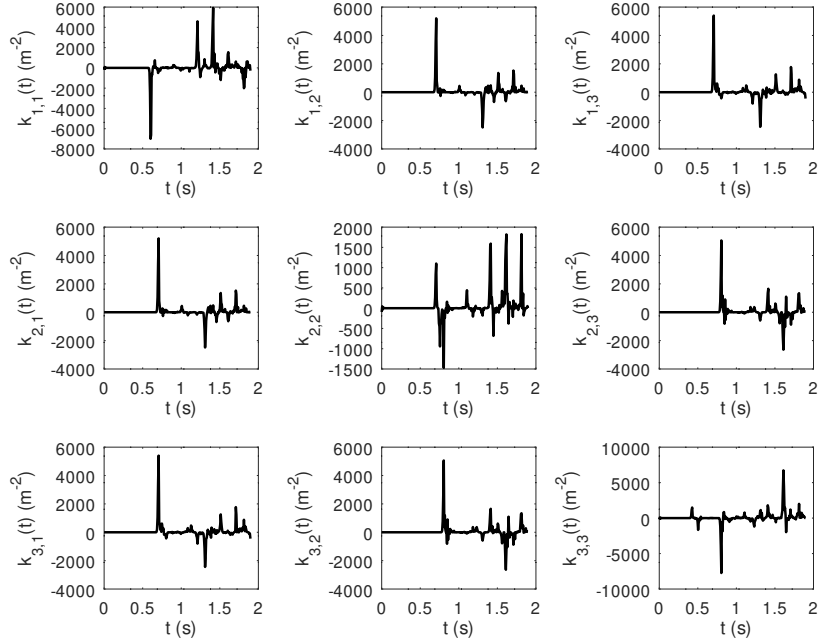 k1,1(t) (m-2)
6000
4000
2000
0
-2000
-4000
-6000
-8000
0 0.5 1 1.5 2
t (s)
k1,2(t) (m-2)
6000
4000
2000
0
-2000
-4000
0 0.5 1 1.5 2
t (s)
k1,3(t) (m-2)
6000
4000
2000
0
-2000
-4000
0 0.5 1 1.5 2
t (s)
k2,1(t) (m-2)
6000
4000
2000
0
-2000
-4000
0 0.5 1 1.5 2
t (s)
k2,2(t) (m-2)
2000
1500
1000
500
0
-500
-1000
-1500
0 0.5 1 1.5 2
t (s)
k2,3(t) (m-2)
6000
4000
2000
0
-2000
-4000
0 0.5 1 1.5 2
t (s)
k3,1(t) (m-2)
6000
4000
2000
0
-2000
-4000
0 0.5 1 1.5 2
t (s)
k3,2(t) (m-2)
6000
4000
2000
0
-2000
-4000
0 0.5 1 1.5 2
t (s)
k3,3(t) (m-2)
10000
5000
0
-5000
-10000
0 0.5 1 1.5 2
t (s)